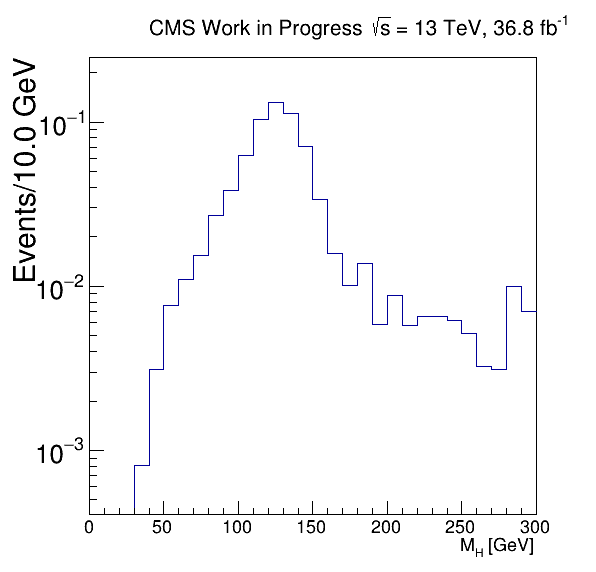 CMS Work in Progress √s = 13 TeV, 36.8 fb⁻¹
Events/10.0 GeV
10⁻¹
10⁻²
10⁻³
0 50 100 150 200 250 300
M_H [GeV]